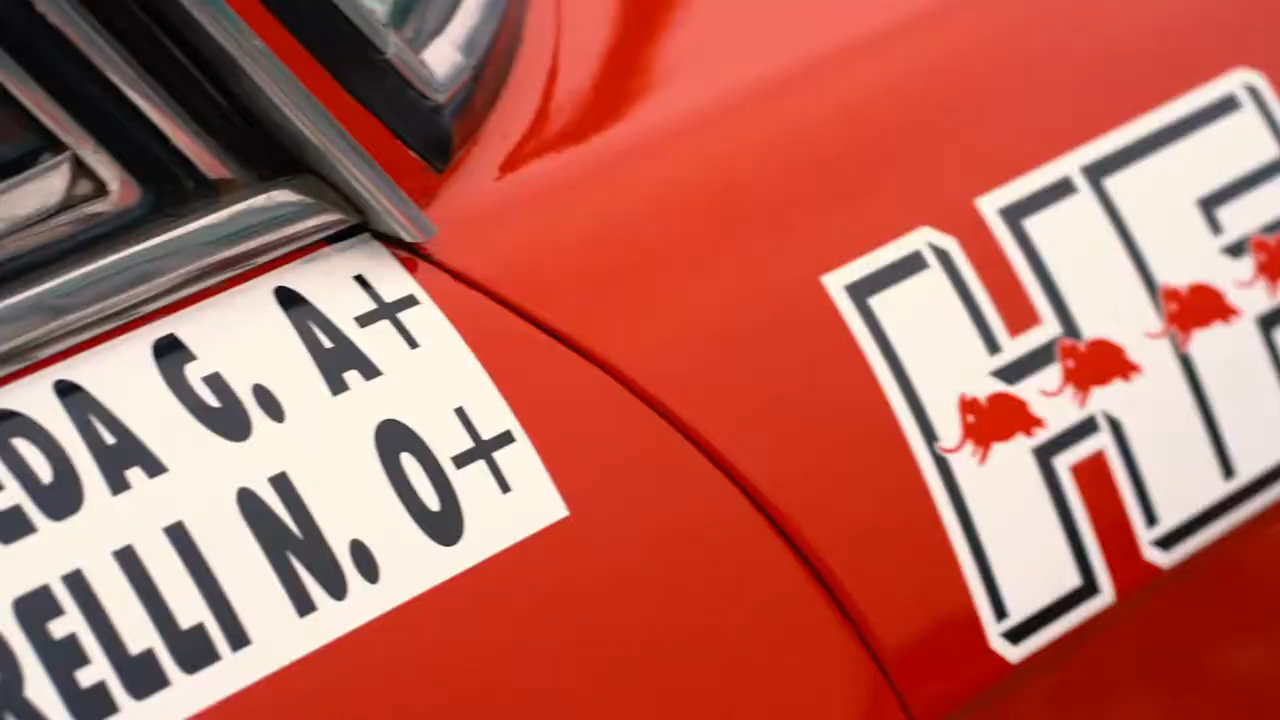 EDA G. A+
RELLI N. O+
HF